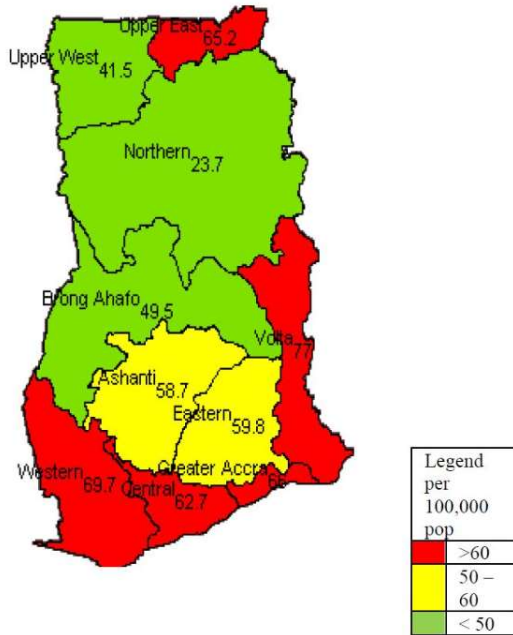 Upper East
65.2
Upper West
41.5
Northern
23.7
Brong Ahafo
49.5
Volta
77
Ashanti
58.7
Eastern
59.8
Greater Accra
66
Western
69.7
Central
62.7
Legend
per
100,000
pop
>60
50 –
60
< 50